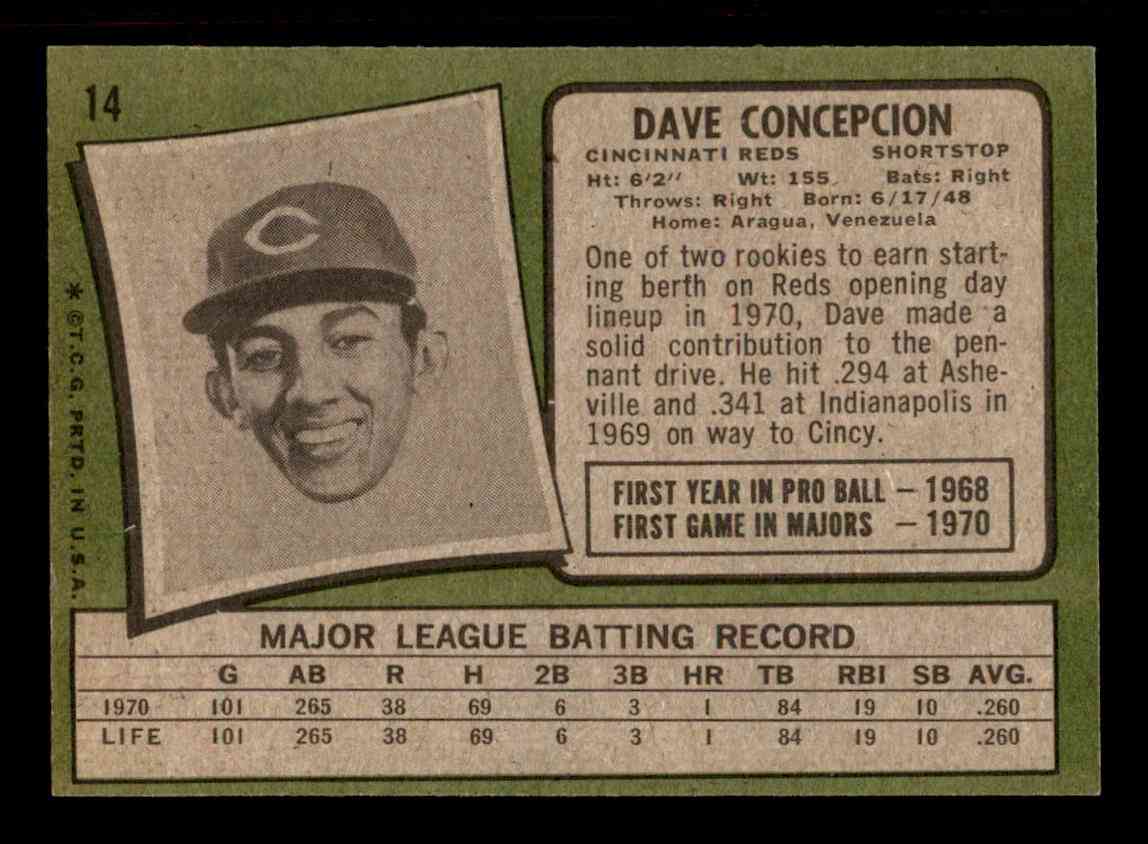 14
DAVE CONCEPCION
CINCINNATI REDS SHORTSTOP
Ht: 6'2" Wt: 155 Bats: Right
Throws: Right Born: 6/17/48
Home: Aragua, Venezuela
One of two rookies to earn start-
ing berth on Reds opening day
lineup in 1970, Dave made a
solid contribution to the pen-
nant drive. He hit .294 at Ashe-
ville and .341 at Indianapolis in
1969 on way to Cincy.
FIRST YEAR IN PRO BALL – 1968
FIRST GAME IN MAJORS – 1970
* ©T.C.G. PRTD. IN U.S.A.
C
MAJOR LEAGUE BATTING RECORD
G AB R H 2B 3B HR TB RBI SB AVG.
1970 101 265 38 69 6 3 1 84 19 10 .260
LIFE 101 265 38 69 6 3 1 84 19 10 .260